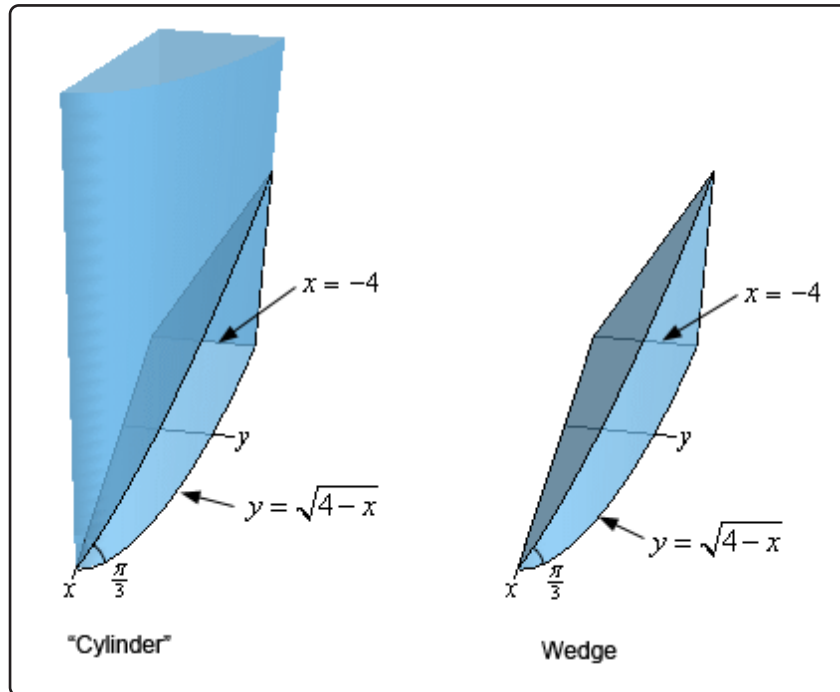 x = −4
x = −4
y
y
y = √4 − x
y = √4 − x
π/3
x
π/3
x
"Cylinder"
Wedge